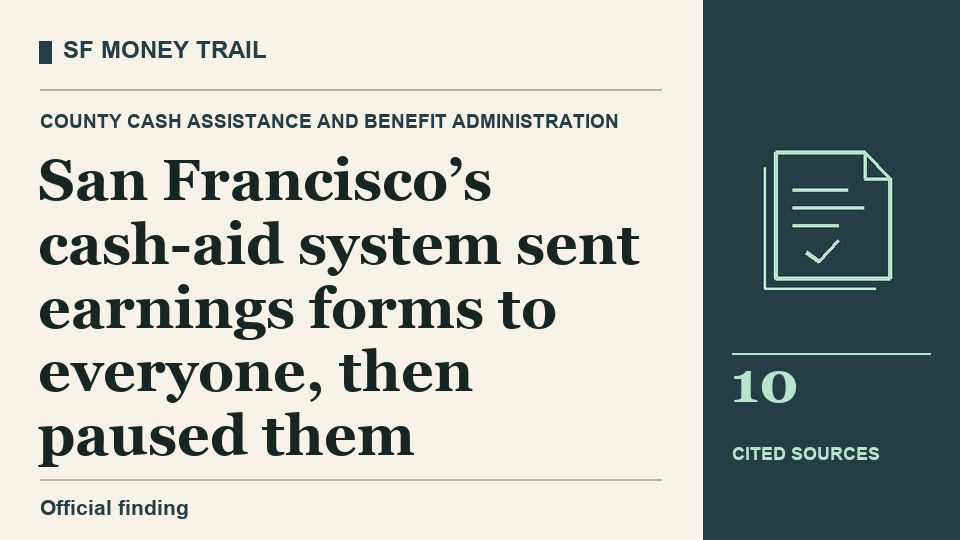 SF MONEY TRAIL
COUNTY CASH ASSISTANCE AND BENEFIT ADMINISTRATION
San Francisco’s
cash-aid system sent
earnings forms to
everyone, then
paused them
Official finding
10
CITED SOURCES